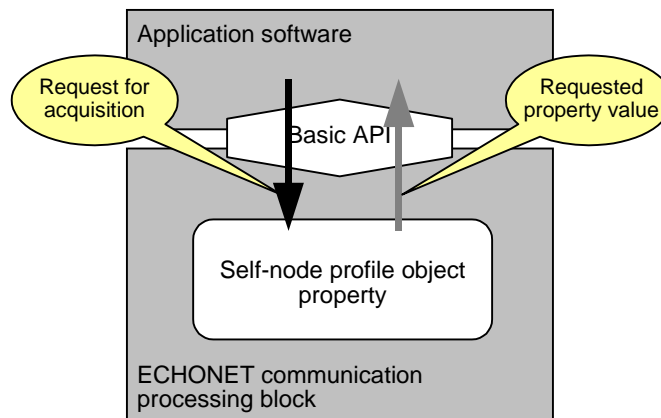 Application software
Request for
acquisition
Requested
property value
Basic API
Self-node profile object
property
ECHONET communication
processing block